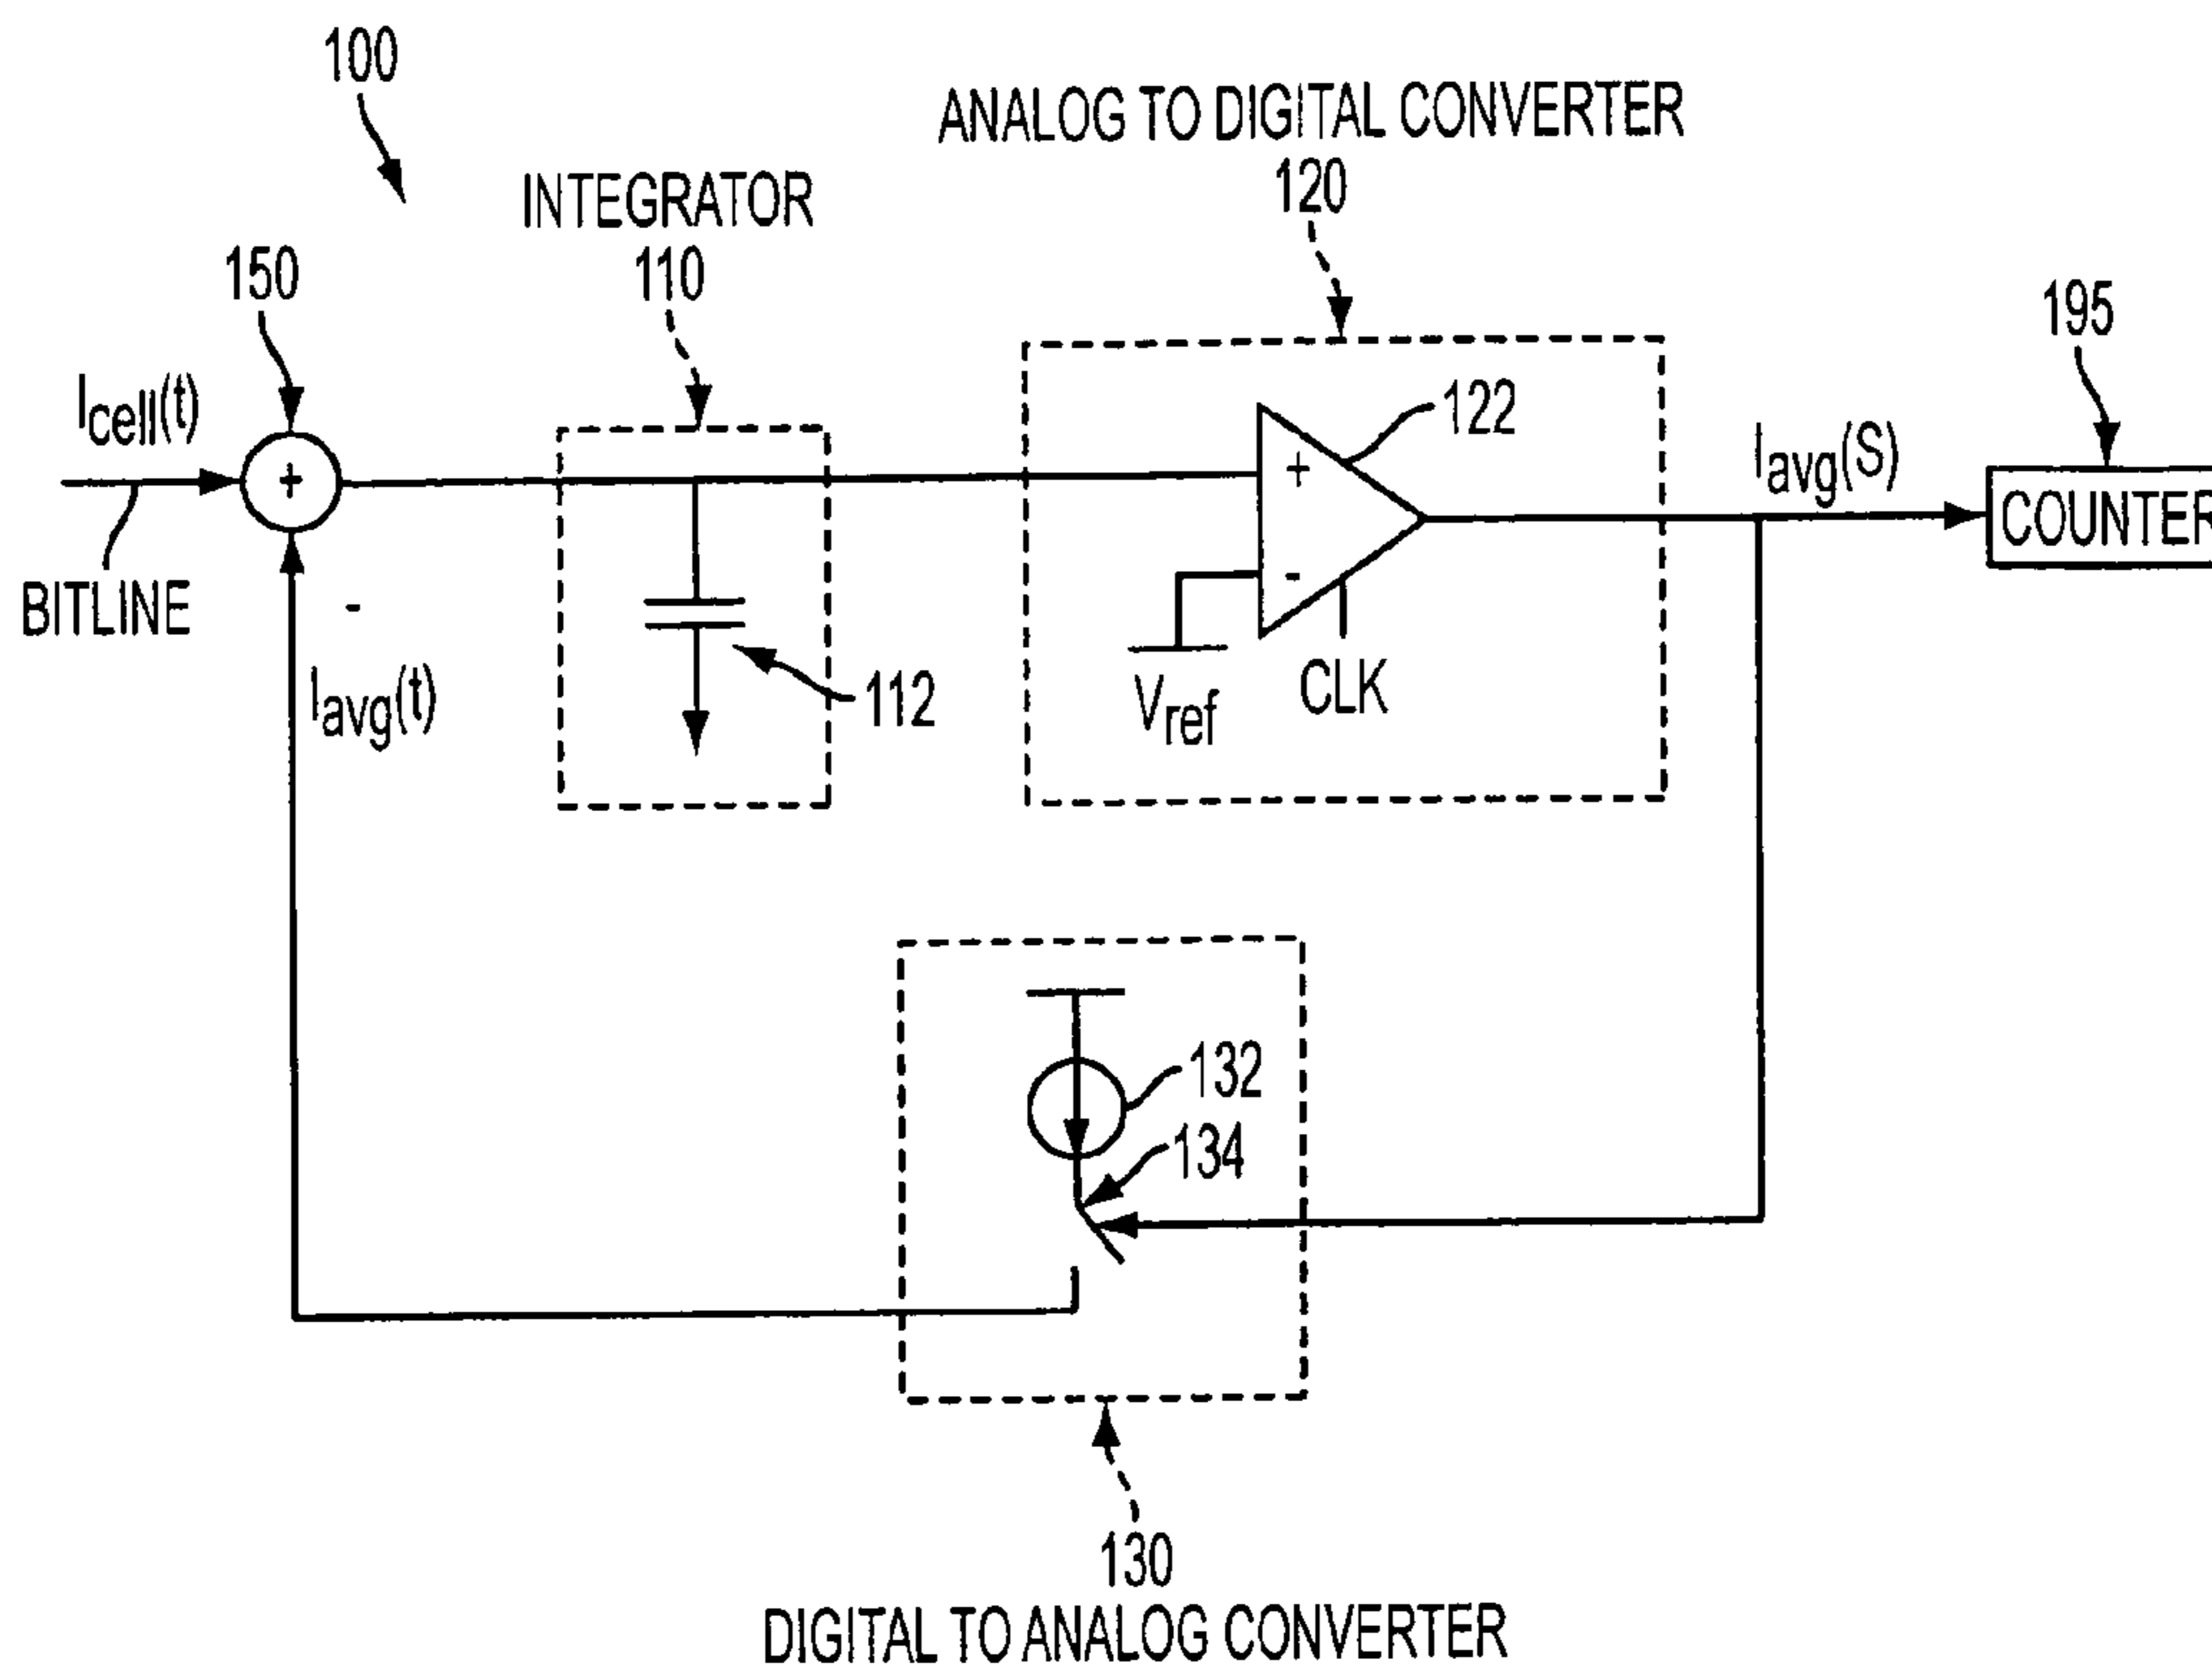 100
ANALOG TO DIGITAL CONVERTER
120
INTEGRATOR
110
150
195
Icell(t)
122
Iavg(S)
+
+
COUNTER
BITLINE
-
-
Iavg(t)
112
Vref
CLK
132
134
130
DIGITAL TO ANALOG CONVERTER